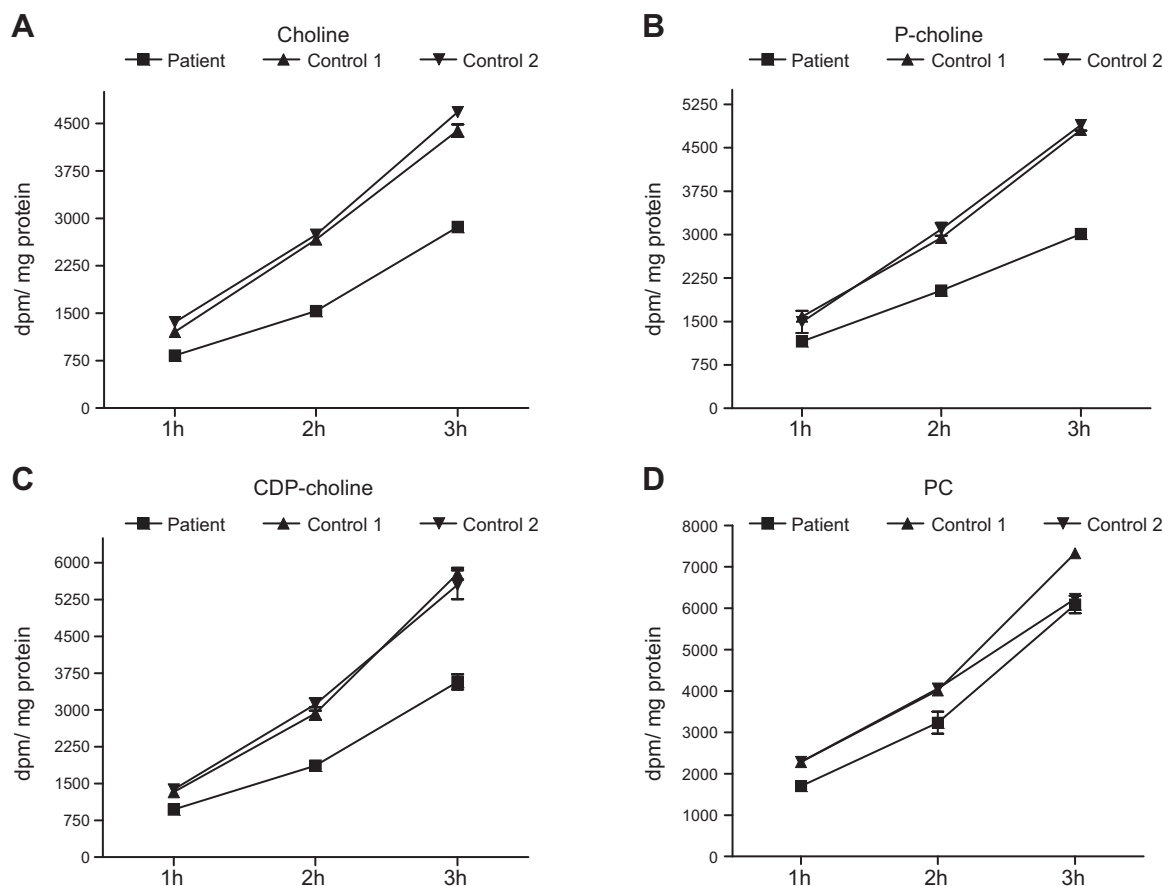 A
Choline
Patient Control 1 Control 2
dpm/ mg protein
4500
3750
3000
2250
1500
750
0
1h 2h 3h
B
P-choline
Patient Control 1 Control 2
dpm/ mg protein
5250
4500
3750
3000
2250
1500
750
0
1h 2h 3h
C
CDP-choline
Patient Control 1 Control 2
dpm/ mg protein
6000
5250
4500
3750
3000
2250
1500
750
0
1h 2h 3h
D
PC
Patient Control 1 Control 2
dpm/ mg protein
8000
7000
6000
5000
4000
3000
2000
1000
0
1h 2h 3h